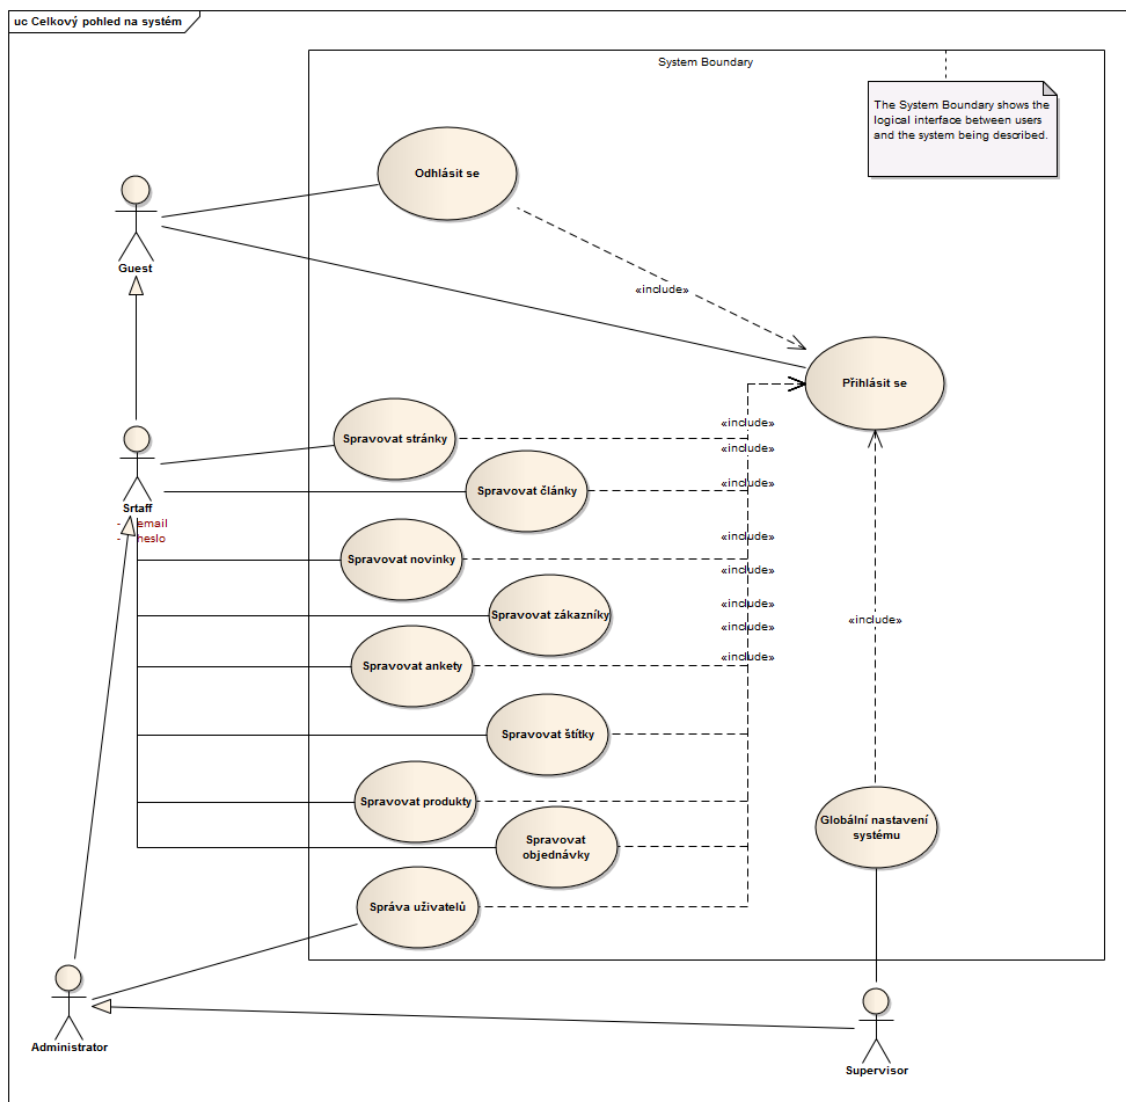 uc Celkový pohled na systém
System Boundary
The System Boundary shows the
logical interface between users
and the system being described.
Odhlásit se
Guest
«include»
Přihlásit se
Spravovat stránky
«include»
«include»
Spravovat články
«include»
Srtaff
- email
- heslo
«include»
Spravovat novinky
«include»
Spravovat zákazníky
«include»
«include»
«include»
«include»
Spravovat ankety
Spravovat štítky
Spravovat produkty
Globální nastavení
systému
Spravovat
objednávky
Správa uživatelů
Administrator
Supervisor